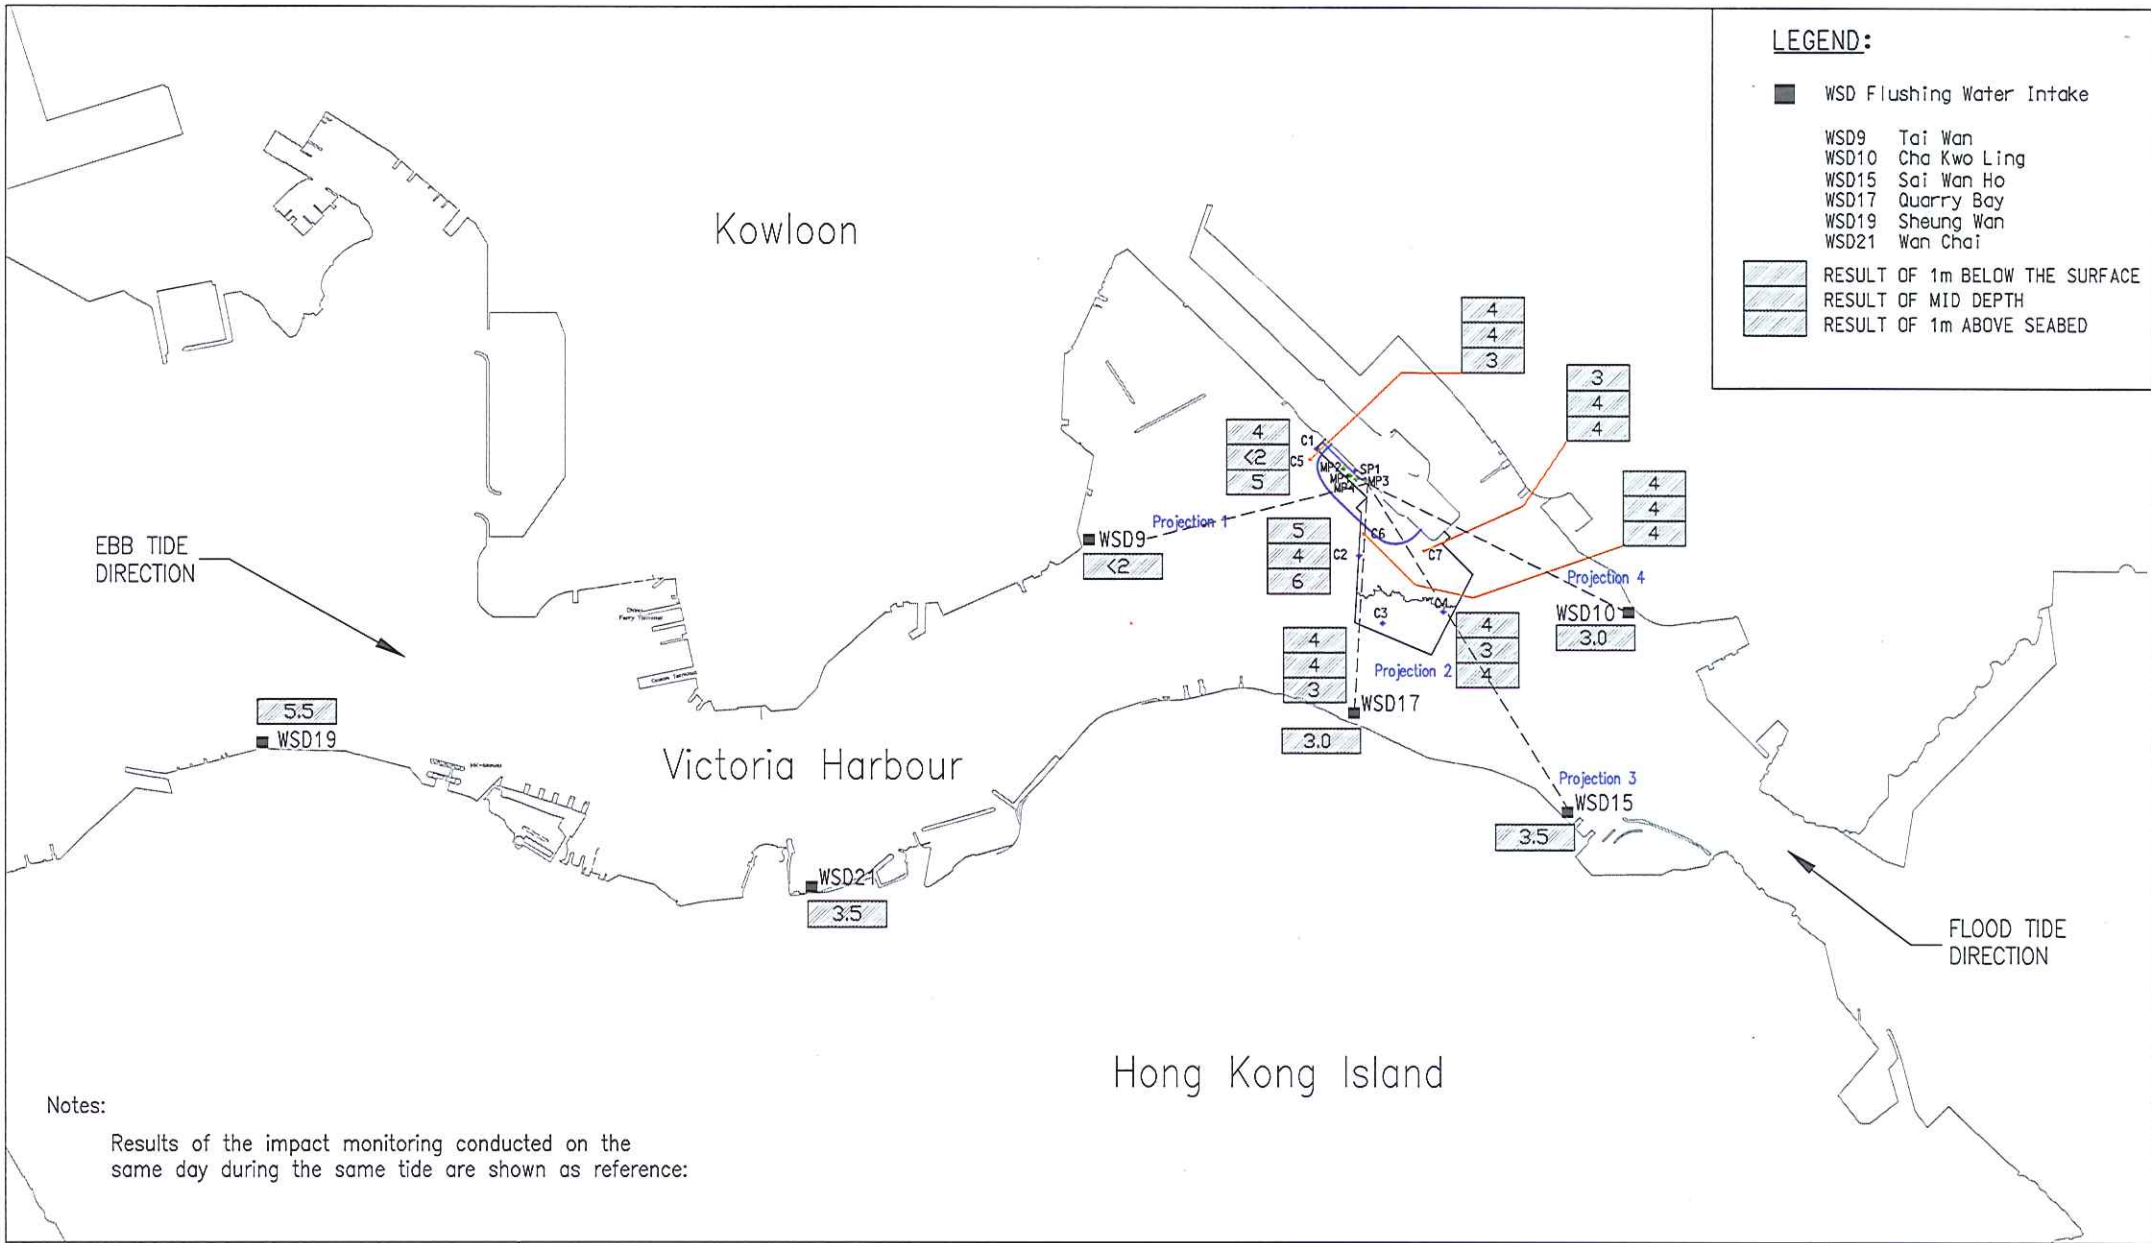 LEGEND:
WSD Flushing Water Intake
WSD9 Tai Wan
WSD10 Cha Kwo Ling
WSD15 Sai Wan Ho
WSD17 Quarry Bay
WSD19 Sheung Wan
WSD21 Wan Chai
RESULT OF 1m BELOW THE SURFACE
RESULT OF MID DEPTH
RESULT OF 1m ABOVE SEABED
Kowloon
4
4
3
3
4
4
4
<2
5
C1
C5
MP2
SP1
MP3
4
4
4
Projection 1
WSD9
<2
5
4
6
C2
C6
C7
Projection 4
WSD10
3.0
C3
C4
4
4
3
4
3
4
Projection 2
WSD17
3.0
Projection 3
WSD15
3.5
EBB TIDE
DIRECTION
Ferry Terminal
5.5
WSD19
Victoria Harbour
WSD21
3.5
FLOOD TIDE
DIRECTION
Hong Kong Island
Notes:
Results of the impact monitoring conducted on the
same day during the same tide are shown as reference: